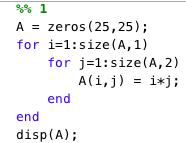 %% 1
A = zeros(25,25);
for i=1:size(A,1)
    for j=1:size(A,2)
        A(i,j) = i*j;
    end
end
disp(A);